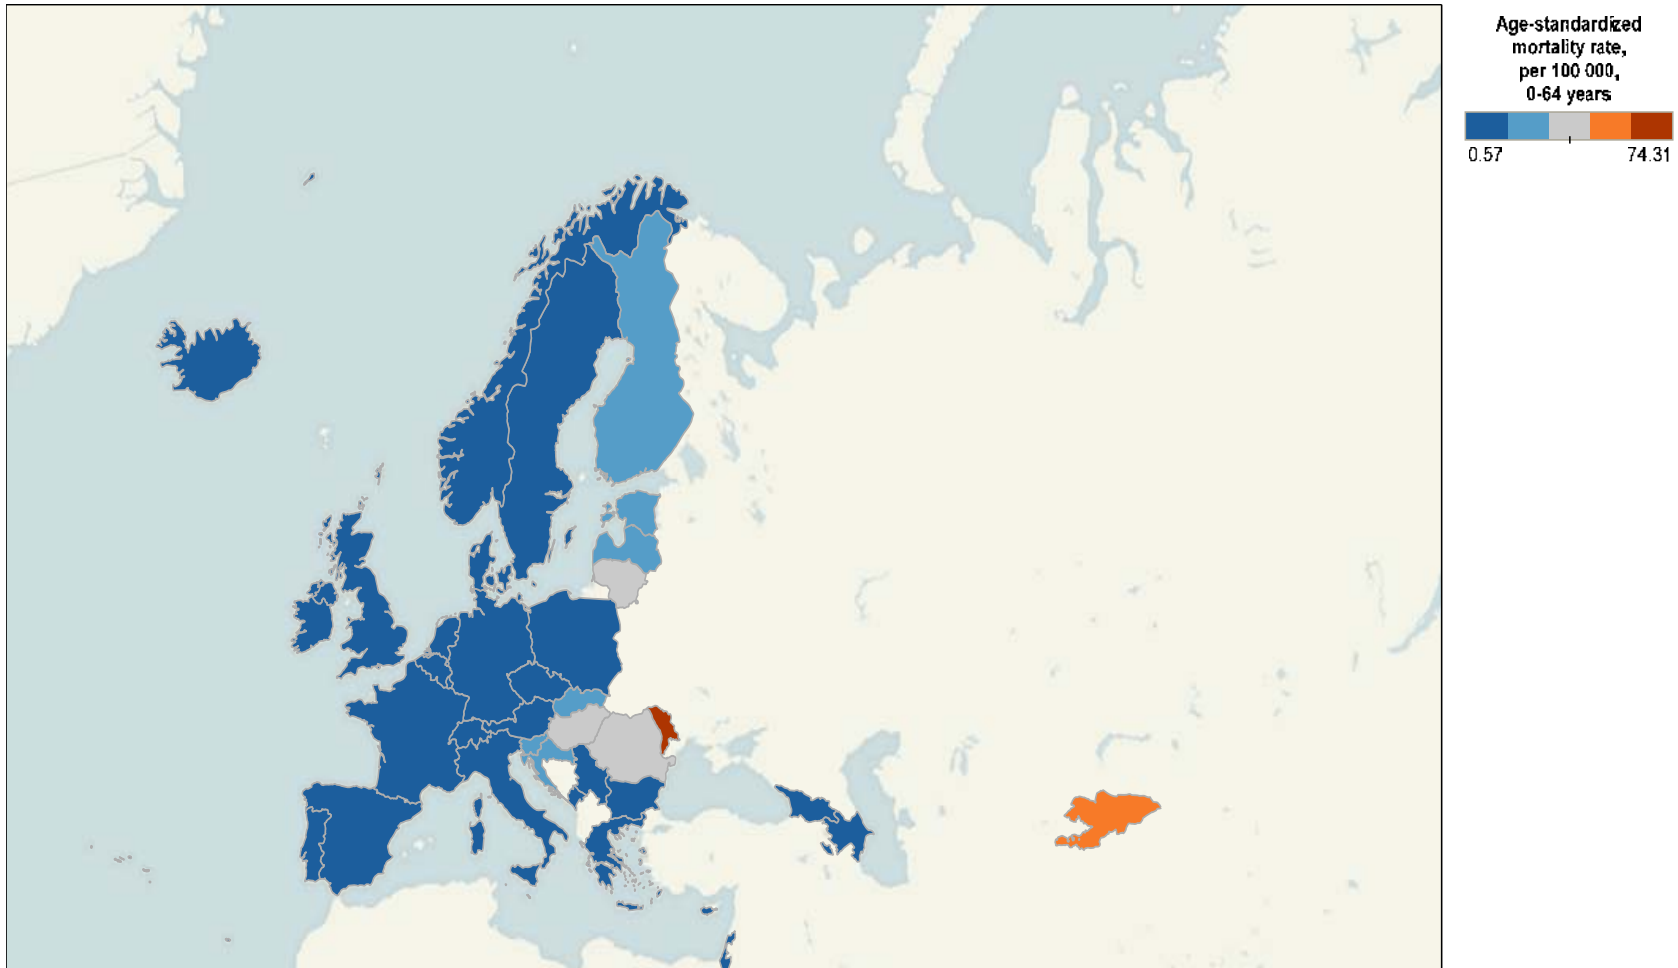 Age-standardized
mortality rate,
per 100 000,
0-64 years
0.57 74.31